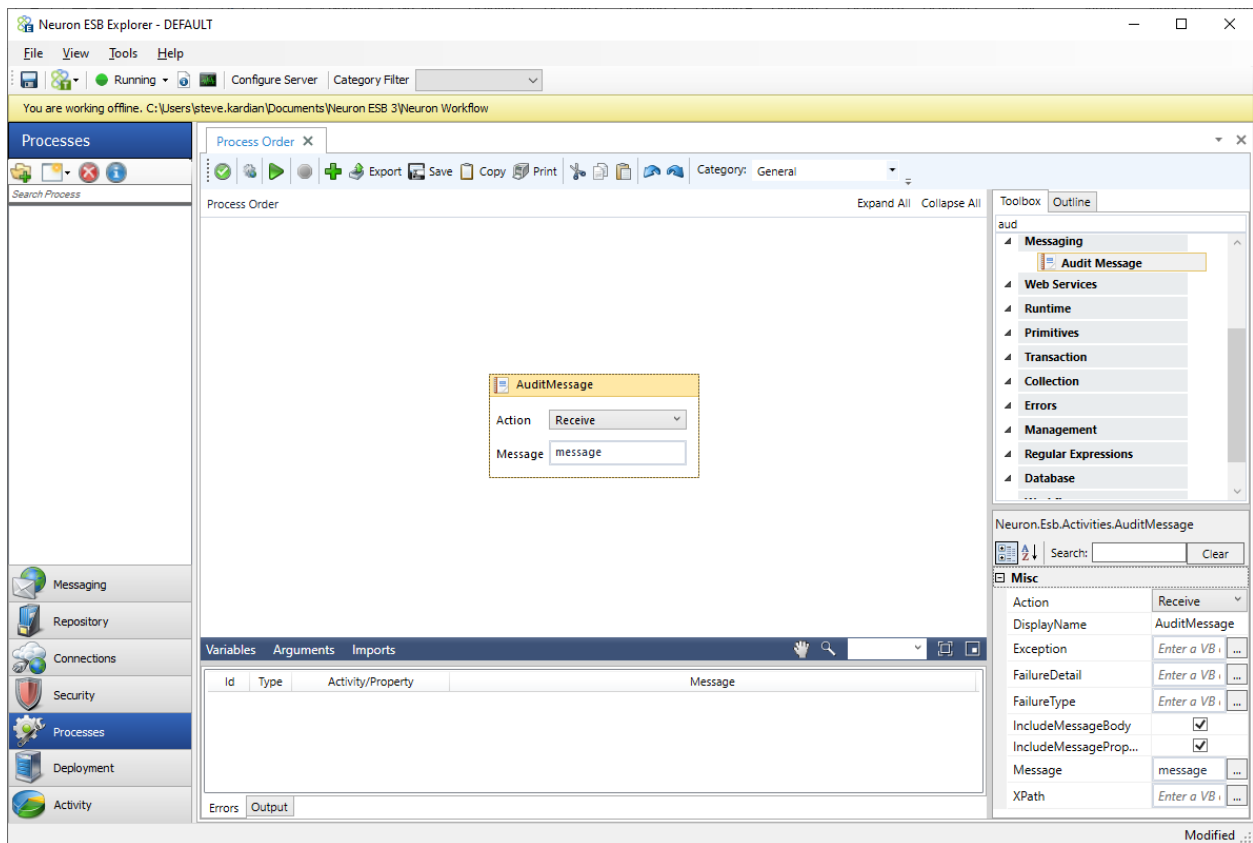 Neuron ESB Explorer - DEFAULT
File View Tools Help
Running Configure Server Category Filter
You are working offline. C:\Users\steve.kardian\Documents\Neuron ESB 3\Neuron Workflow
Processes
Search Process
Messaging
Repository
Connections
Security
Processes
Deployment
Activity
Process Order
Export Save Copy Print Category: General
Process Order Expand All Collapse All
AuditMessage
Action Receive
Message message
Variables Arguments Imports
Id Type Activity/Property Message
Errors Output
Toolbox Outline
aud
Messaging
Audit Message
Web Services
Runtime
Primitives
Transaction
Collection
Errors
Management
Regular Expressions
Database
Neuron.Esb.Activities.AuditMessage
Search: Clear
Misc
Action Receive
DisplayName AuditMessage
Exception Enter a VB ...
FailureDetail Enter a VB ...
FailureType Enter a VB ...
IncludeMessageBody
IncludeMessageProp...
Message message ...
XPath Enter a VB ...
Modified